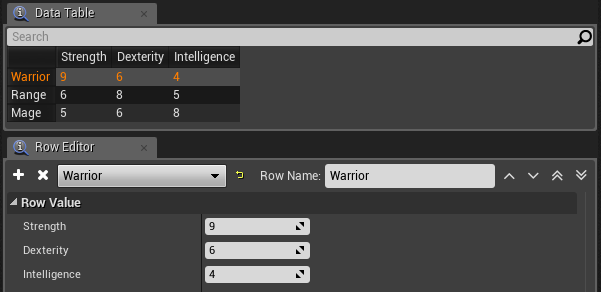 Data Table
Search
Strength Dexterity Intelligence
Warrior 9 6 4
Range 6 8 5
Mage 5 6 8
Row Editor
Warrior Row Name: Warrior
Row Value
Strength 9
Dexterity 6
Intelligence 4